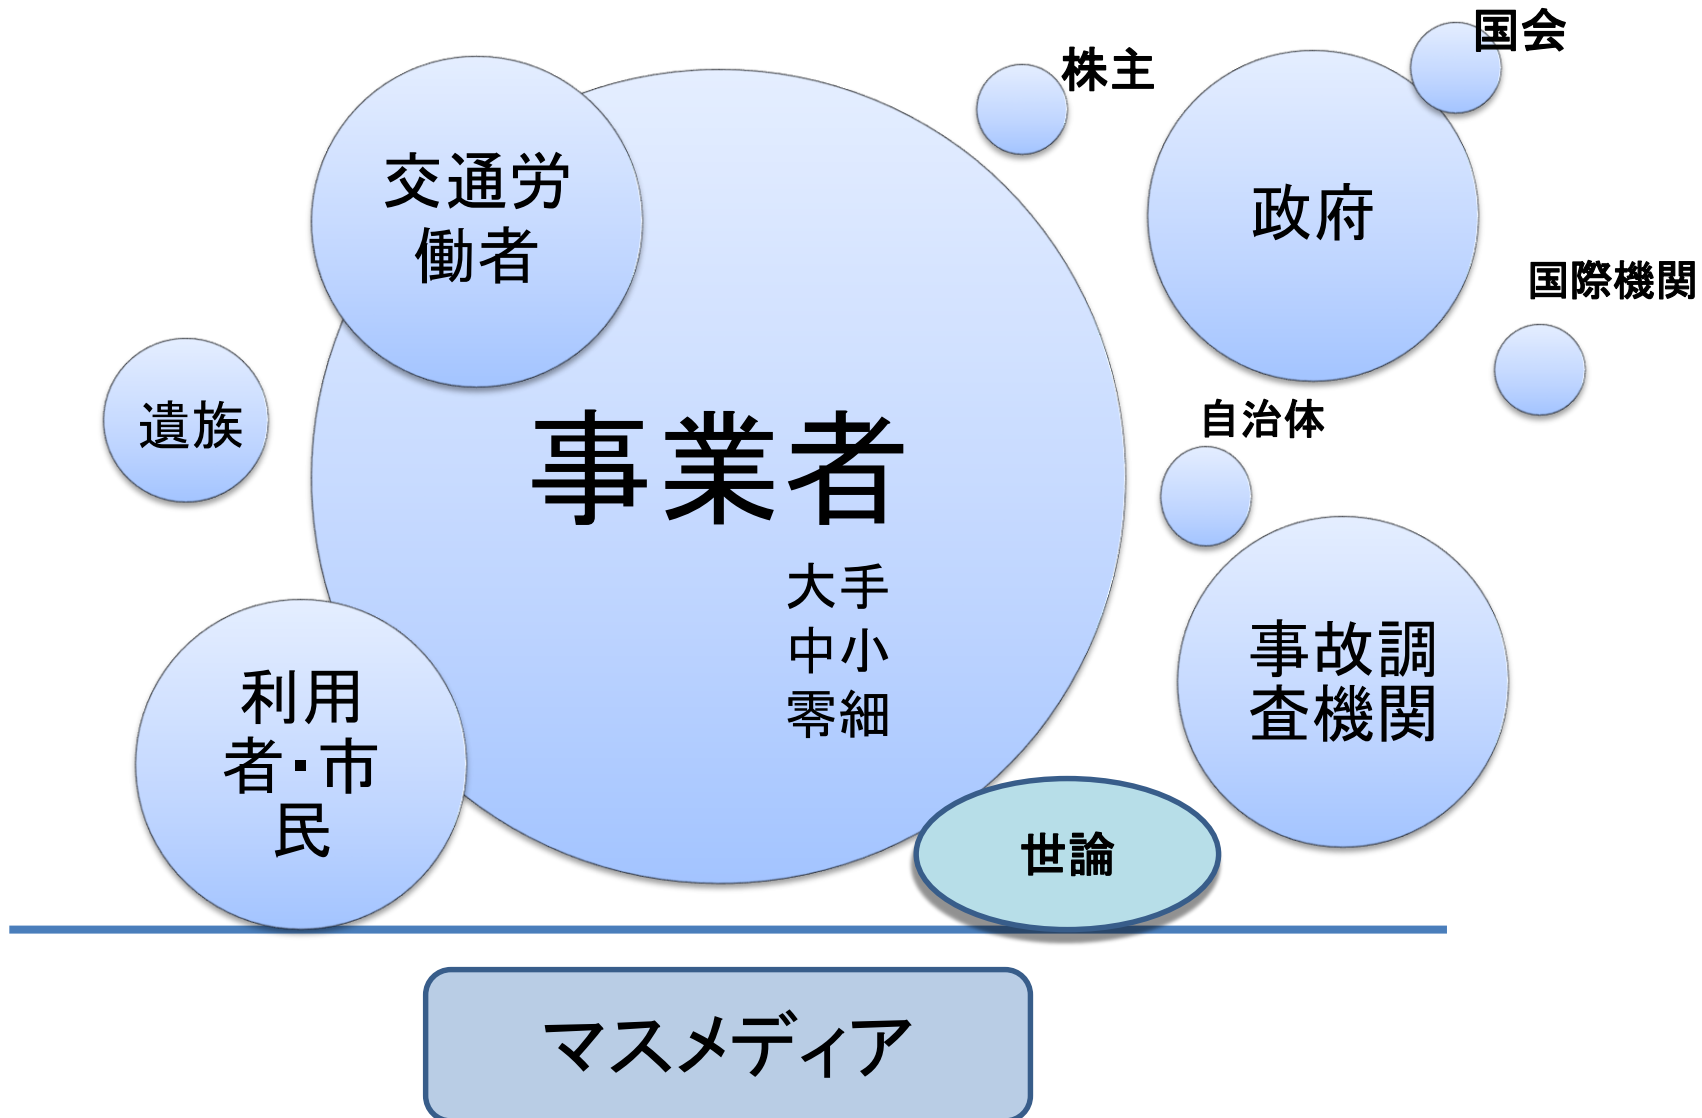 国会
株主
交通労
働者
政府
国際機関
遺族
自治体
事業者
大手
中小
零細
利用
者・市
民
事故調
査機関
世論
マスメディア